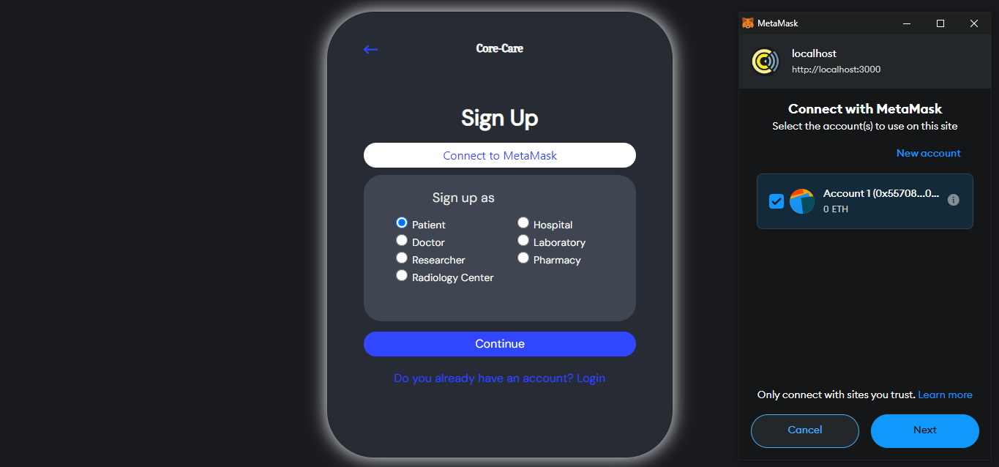 Core-Care
Sign Up
Connect to MetaMask
Sign up as
Patient
Hospital
Doctor
Laboratory
Researcher
Pharmacy
Radiology Center
Continue
Do you already have an account? Login
MetaMask
localhost
http://localhost:3000
Connect with MetaMask
Select the account(s) to use on this site
New account
Account 1 (0x55708...0...
0 ETH
Only connect with sites you trust. Learn more
Cancel
Next